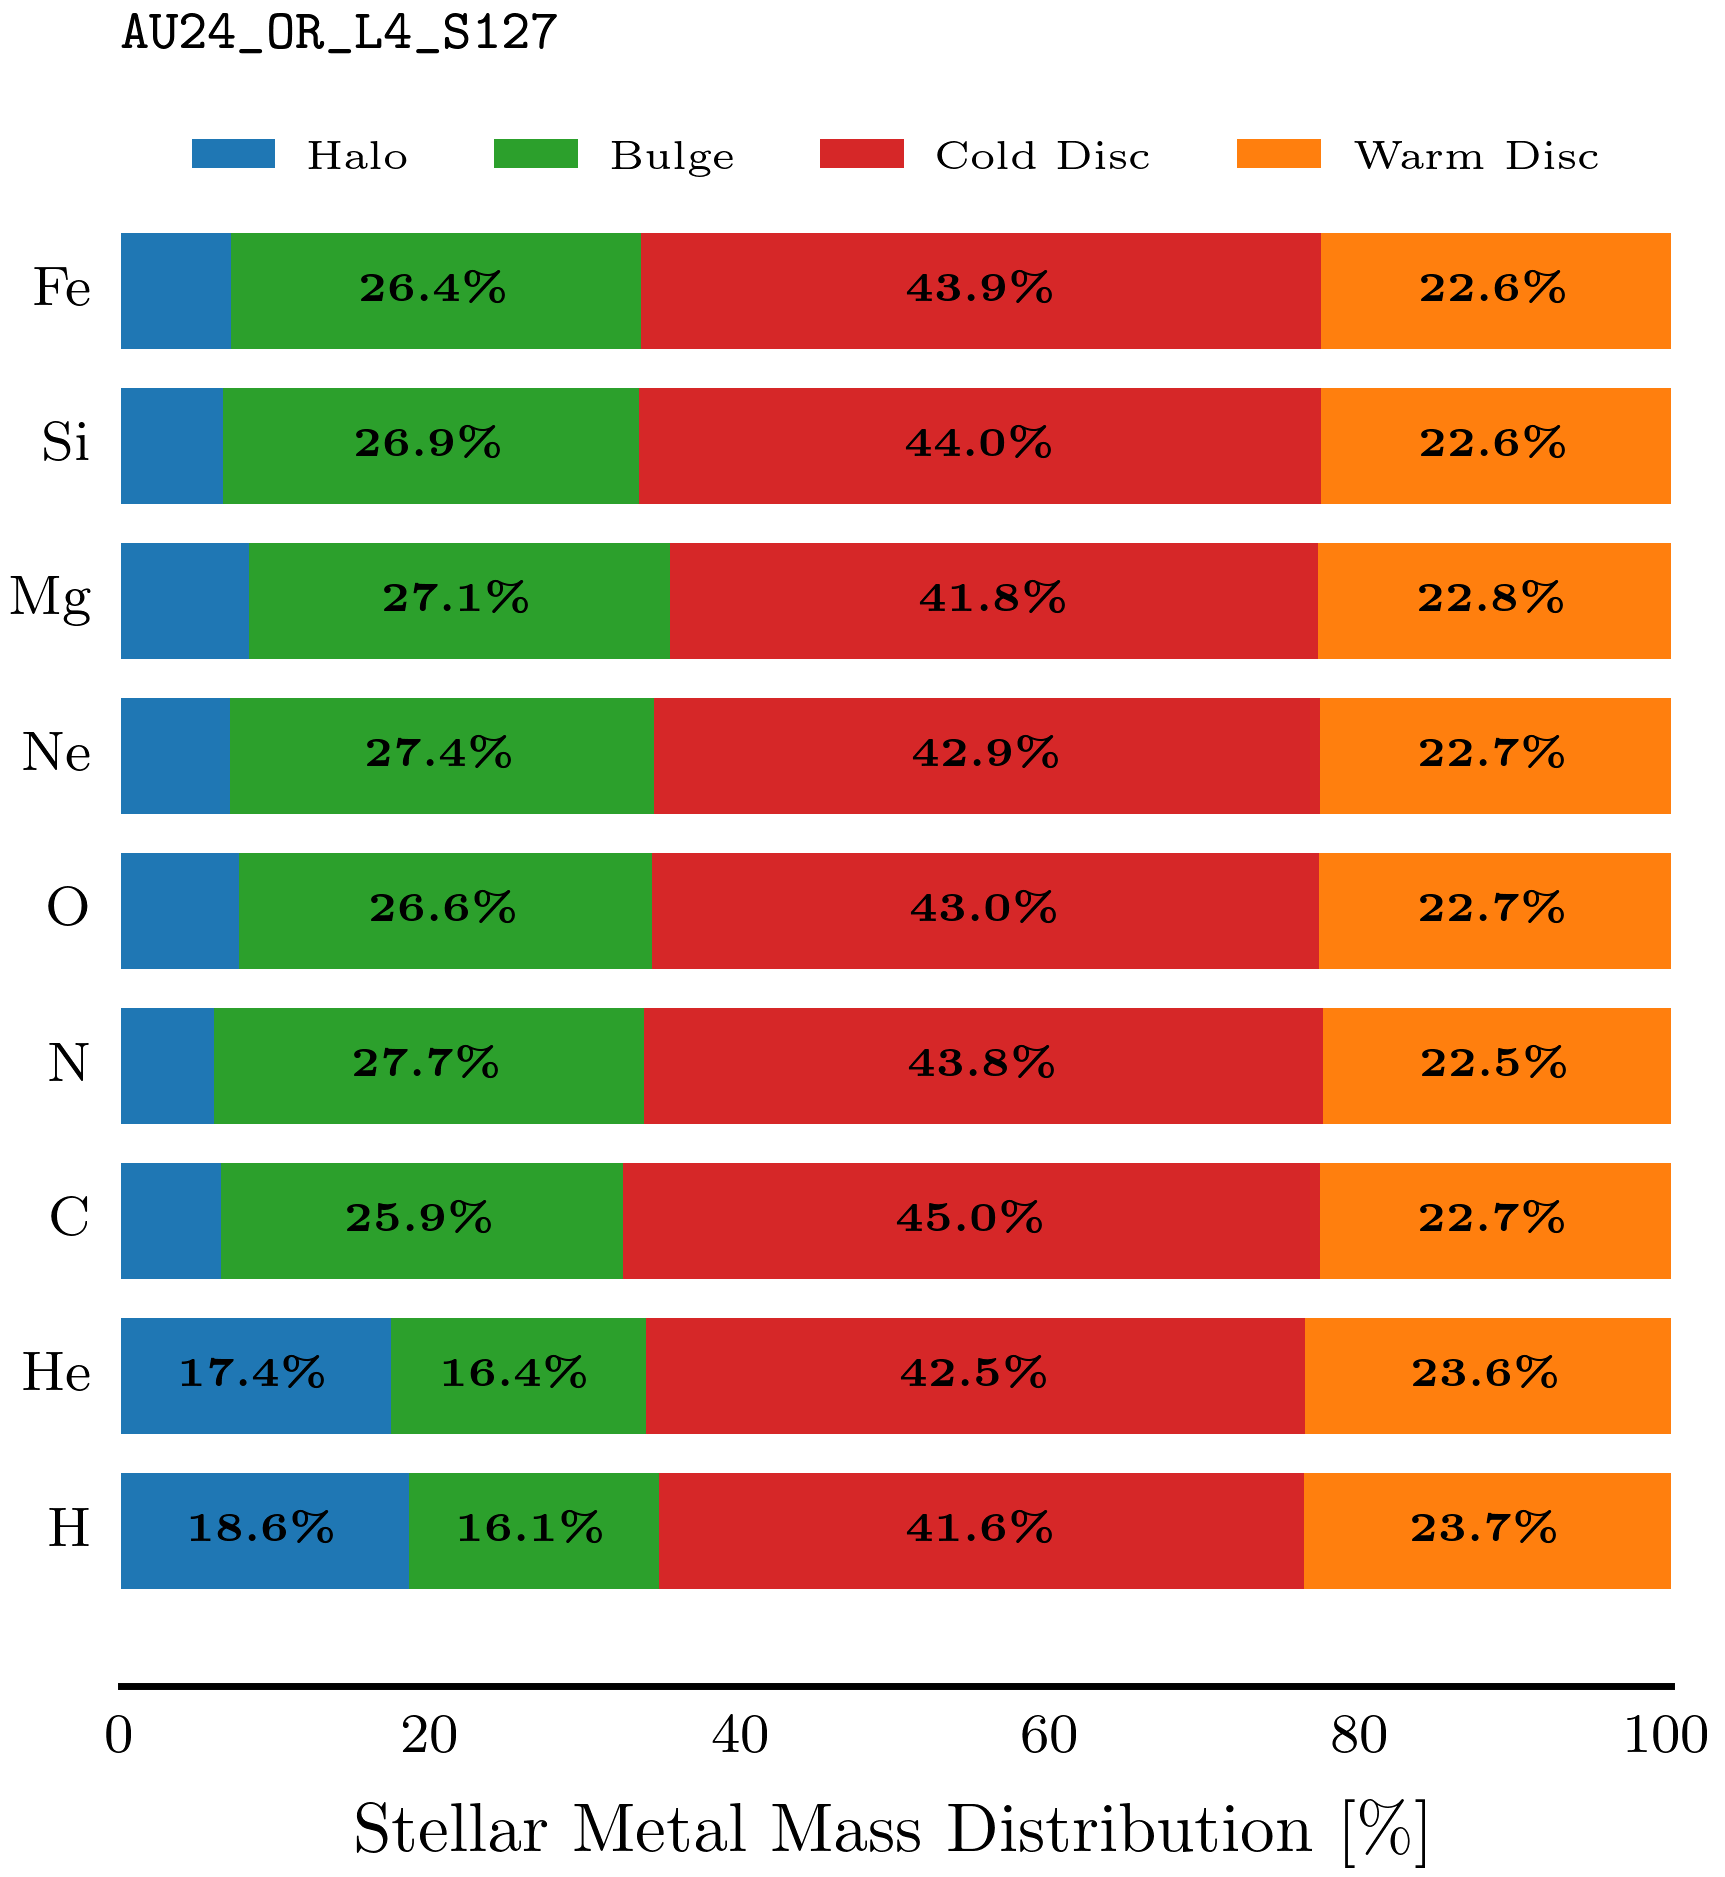 AU24_OR_L4_S127
Halo Bulge Cold Disc Warm Disc
Fe 26.4% 43.9% 22.6%
Si 26.9% 44.0% 22.6%
Mg 27.1% 41.8% 22.8%
Ne 27.4% 42.9% 22.7%
O 26.6% 43.0% 22.7%
N 27.7% 43.8% 22.5%
C 25.9% 45.0% 22.7%
He 17.4% 16.4% 42.5% 23.6%
H 18.6% 16.1% 41.6% 23.7%
0 20 40 60 80 100
Stellar Metal Mass Distribution [%]